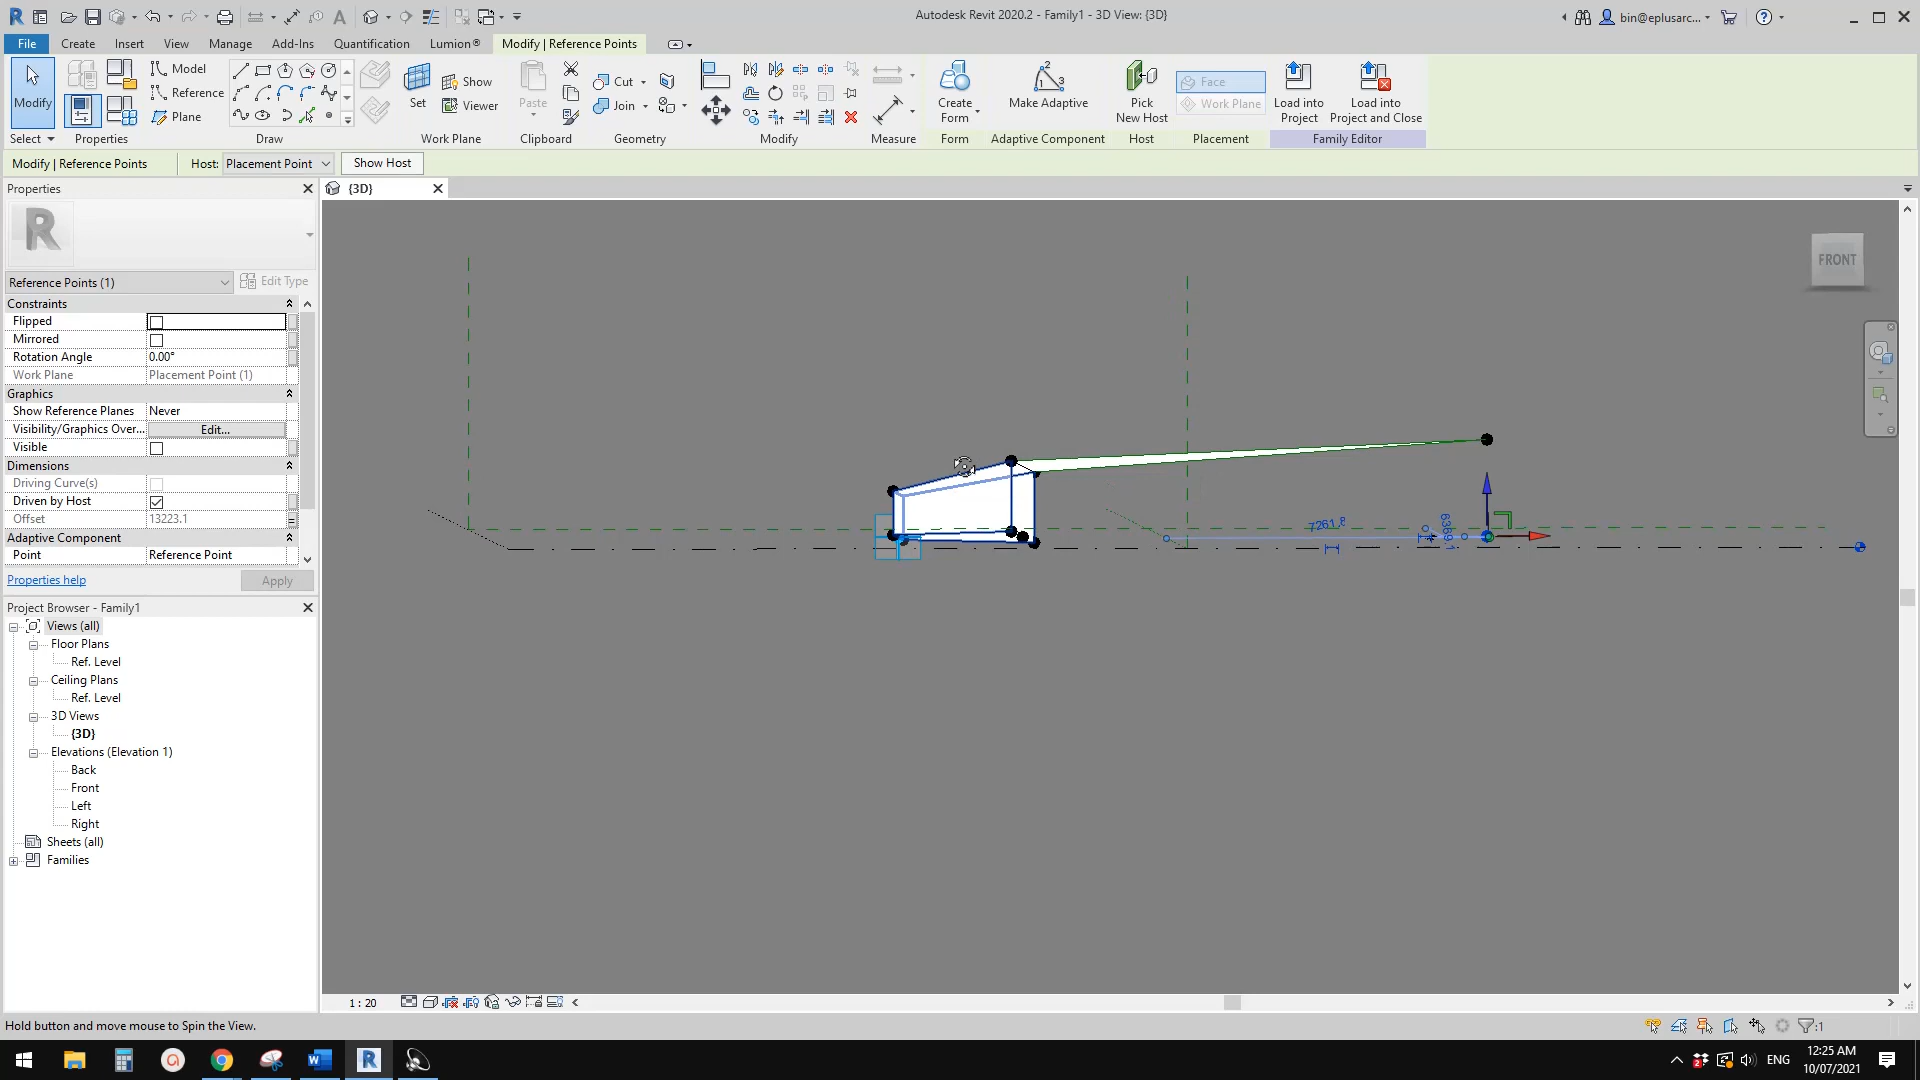 Autodesk Revit 2020.2 - Family1 - 3D View: {3D}
bin@eplusarc...
File Create Insert View Manage Add-Ins Quantification Lumion® Modify | Reference Points
Modify
Select
Properties
Model
Reference
Plane
Draw
Set
Show
Viewer
Work Plane
Paste
Clipboard
Cut
Join
Geometry
Modify
Measure
Create Form
Form
Make Adaptive
Adaptive Component
Pick New Host
Host
Face
Work Plane
Placement
Load into Project
Load into Project and Close
Family Editor
Modify | Reference Points Host: Placement Point Show Host
Properties
{3D}
R
Reference Points (1) Edit Type
Constraints
Flipped
Mirrored
Rotation Angle 0.00°
Work Plane Placement Point (1)
Graphics
Show Reference Planes Never
Visibility/Graphics Over... Edit...
Visible
Dimensions
Driving Curve(s)
Driven by Host
Offset 13223.1
Adaptive Component
Point Reference Point
Properties help Apply
Project Browser - Family1
Views (all)
Floor Plans
Ref. Level
Ceiling Plans
Ref. Level
3D Views
{3D}
Elevations (Elevation 1)
Back
Front
Left
Right
Sheets (all)
Families
FRONT
7261.8
6369.1
1 : 20
Hold button and move mouse to Spin the View.
:1
ENG
12:25 AM
10/07/2021